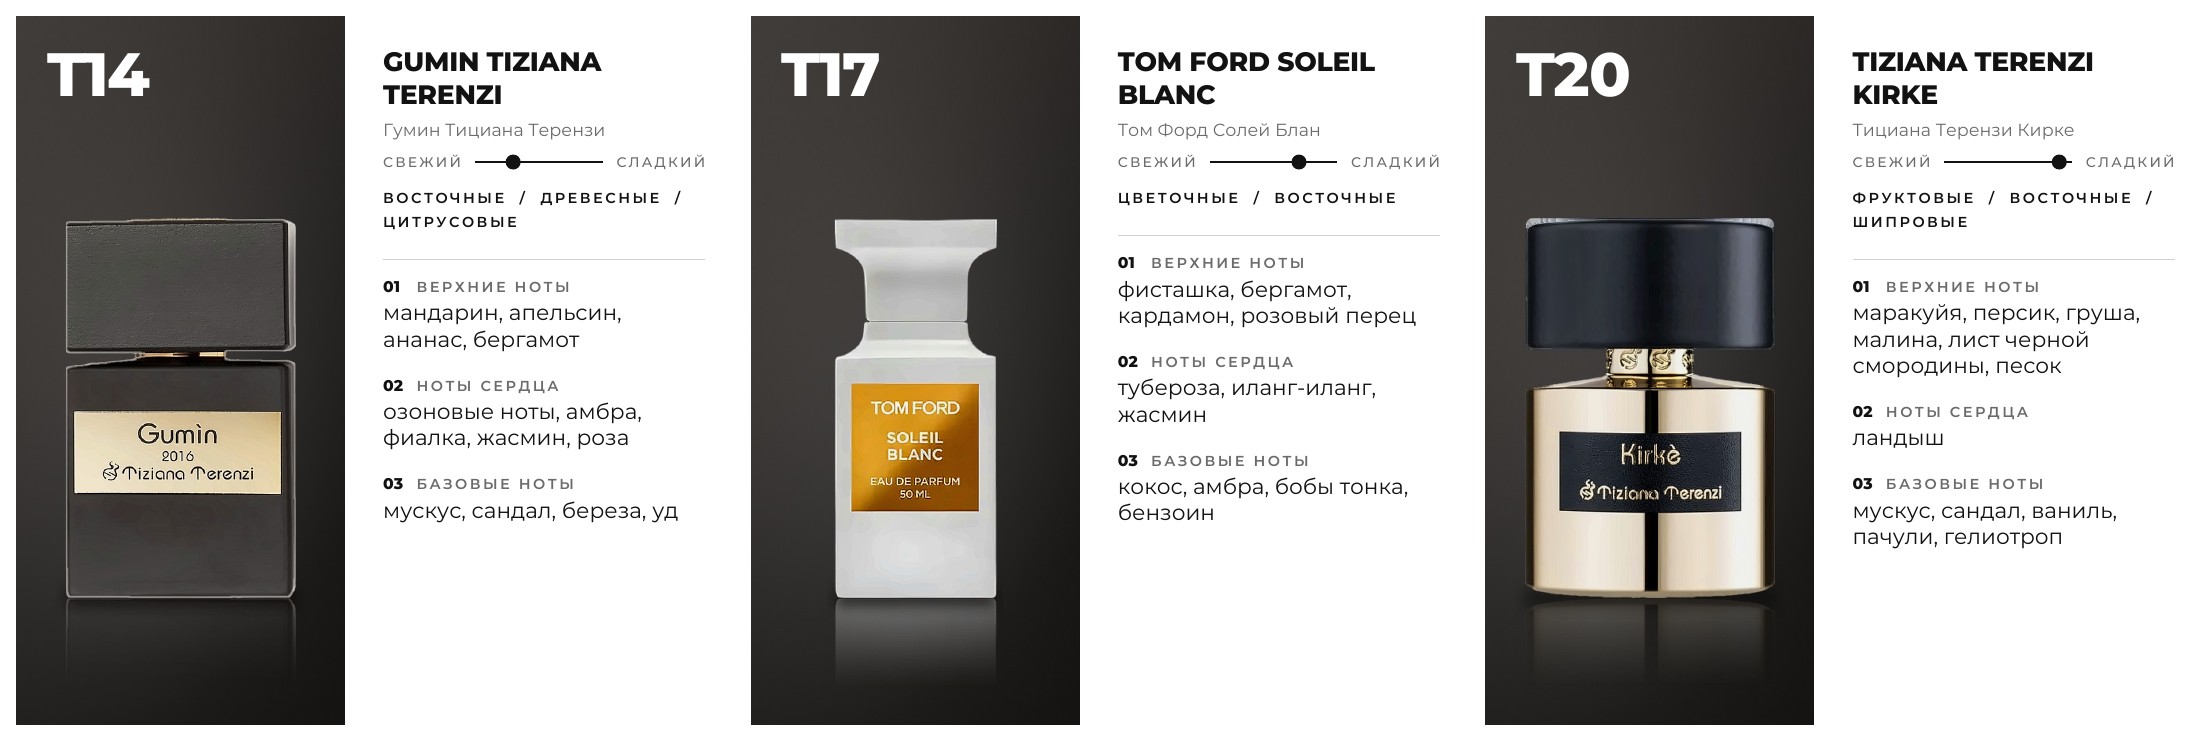 T14
GUMIN TIZIANA
TERENZI
Гумин Тициана Терензи
СВЕЖИЙ СЛАДКИЙ
ВОСТОЧНЫЕ / ДРЕВЕСНЫЕ /
ЦИТРУСОВЫЕ
01 ВЕРХНИЕ НОТЫ
мандарин, апельсин,
ананас, бергамот
02 НОТЫ СЕРДЦА
озоновые ноты, амбра,
фиалка, жасмин, роза
03 БАЗОВЫЕ НОТЫ
мускус, сандал, береза, уд
Gumìn
2016
Tiziana Terenzi
T17
TOM FORD SOLEIL
BLANC
Том Форд Солей Блан
СВЕЖИЙ СЛАДКИЙ
ЦВЕТОЧНЫЕ / ВОСТОЧНЫЕ
01 ВЕРХНИЕ НОТЫ
фисташка, бергамот,
кардамон, розовый перец
02 НОТЫ СЕРДЦА
тубероза, иланг-иланг,
жасмин
03 БАЗОВЫЕ НОТЫ
кокос, амбра, бобы тонка,
бензоин
TOM FORD
SOLEIL
BLANC
EAU DE PARFUM
50 ML
T20
TIZIANA TERENZI
KIRKE
Тициана Терензи Кирке
СВЕЖИЙ СЛАДКИЙ
ФРУКТОВЫЕ / ВОСТОЧНЫЕ /
ШИПРОВЫЕ
01 ВЕРХНИЕ НОТЫ
маракуйя, персик, груша,
малина, лист черной
смородины, песок
02 НОТЫ СЕРДЦА
ландыш
03 БАЗОВЫЕ НОТЫ
мускус, сандал, ваниль,
пачули, гелиотроп
Kirkè
Tiziana Terenzi